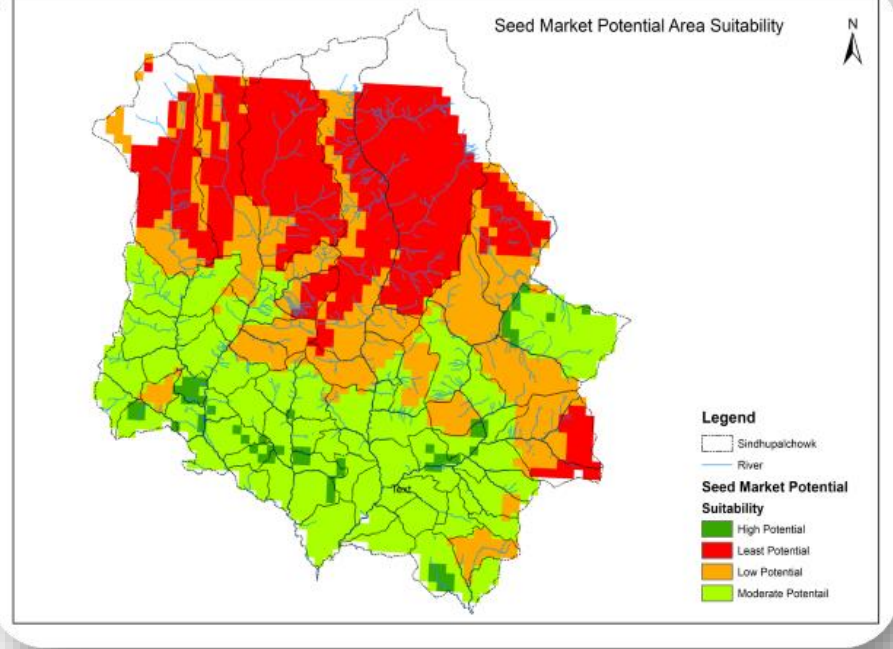 Seed Market Potential Area Suitability
N
Text
Legend
Sindhupalchowk
River
Seed Market Potential
Suitability
High Potential
Least Potential
Low Potential
Moderate Potentail